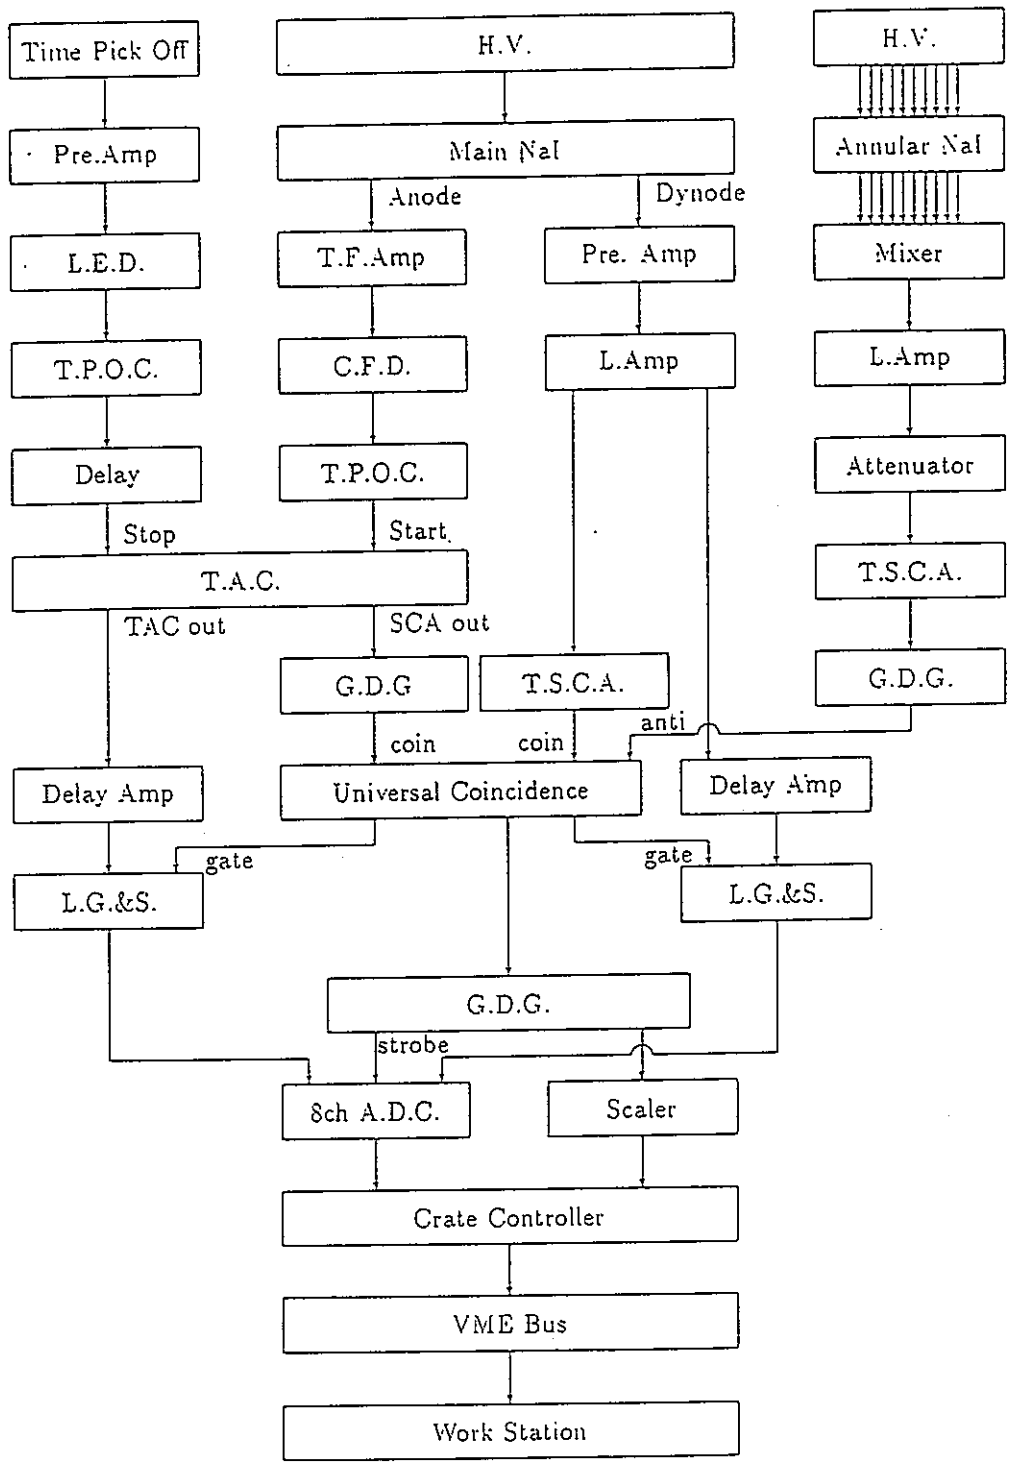 Time Pick Off
H.V.
H.V.
Pre.Amp
Main NaI
Annular NaI
Anode
Dynode
L.E.D.
T.F.Amp
Pre. Amp
Mixer
T.P.O.C.
C.F.D.
L.Amp
L.Amp
Delay
T.P.O.C.
Attenuator
Stop
Start
T.A.C.
T.S.C.A.
TAC out
SCA out
G.D.G
T.S.C.A.
G.D.G.
coin
coin
anti
Delay Amp
Universal Coincidence
Delay Amp
gate
gate
L.G.&S.
L.G.&S.
G.D.G.
strobe
8ch A.D.C.
Scaler
Crate Controller
VME Bus
Work Station